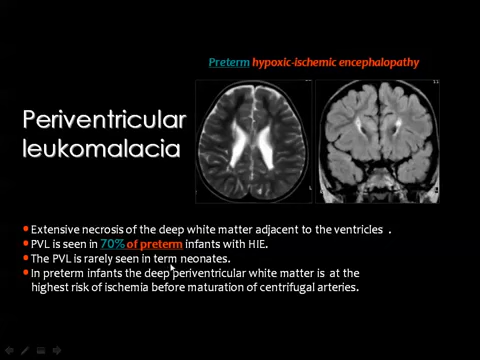 Preterm hypoxic-ischemic encephalopathy
Periventricular
leukomalacia
• Extensive necrosis of the deep white matter adjacent to the ventricles .
• PVL is seen in 70% of preterm infants with HIE.
• The PVL is rarely seen in term neonates.
• In preterm infants the deep periventricular white matter is at the
highest risk of ischemia before maturation of centrifugal arteries.